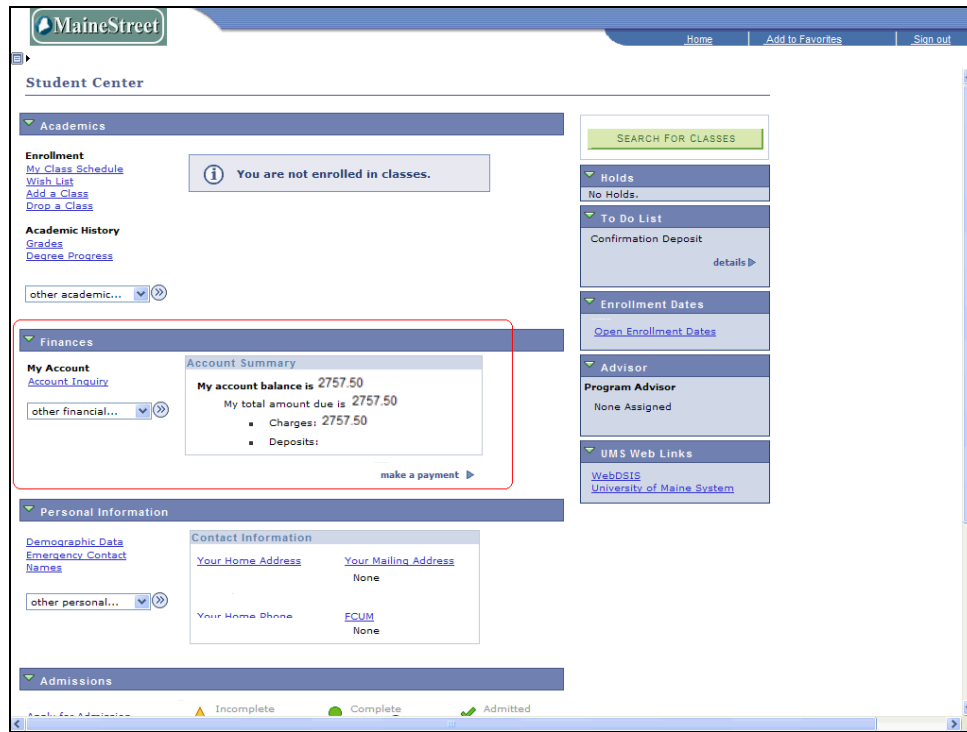 MaineStreet
Home Add to Favorites Sign out
Student Center
Academics
Enrollment
My Class Schedule
Wish List
Add a Class
Drop a Class
You are not enrolled in classes.
Academic History
Grades
Degree Progress
other academic...
Finances
My Account
Account Inquiry
other financial...
Account Summary
My account balance is 2757.50
My total amount due is 2757.50
Charges: 2757.50
Deposits:
make a payment
Personal Information
Demographic Data
Emergency Contact
Names
other personal...
Contact Information
Your Home Address Your Mailing Address
None
Your Home Phone FCUM
None
Admissions
Apply for Admission Incomplete Complete Admitted
SEARCH FOR CLASSES
Holds
No Holds.
To Do List
Confirmation Deposit
details
Enrollment Dates
Open Enrollment Dates
Advisor
Program Advisor
None Assigned
UMS Web Links
WebDSIS
University of Maine System